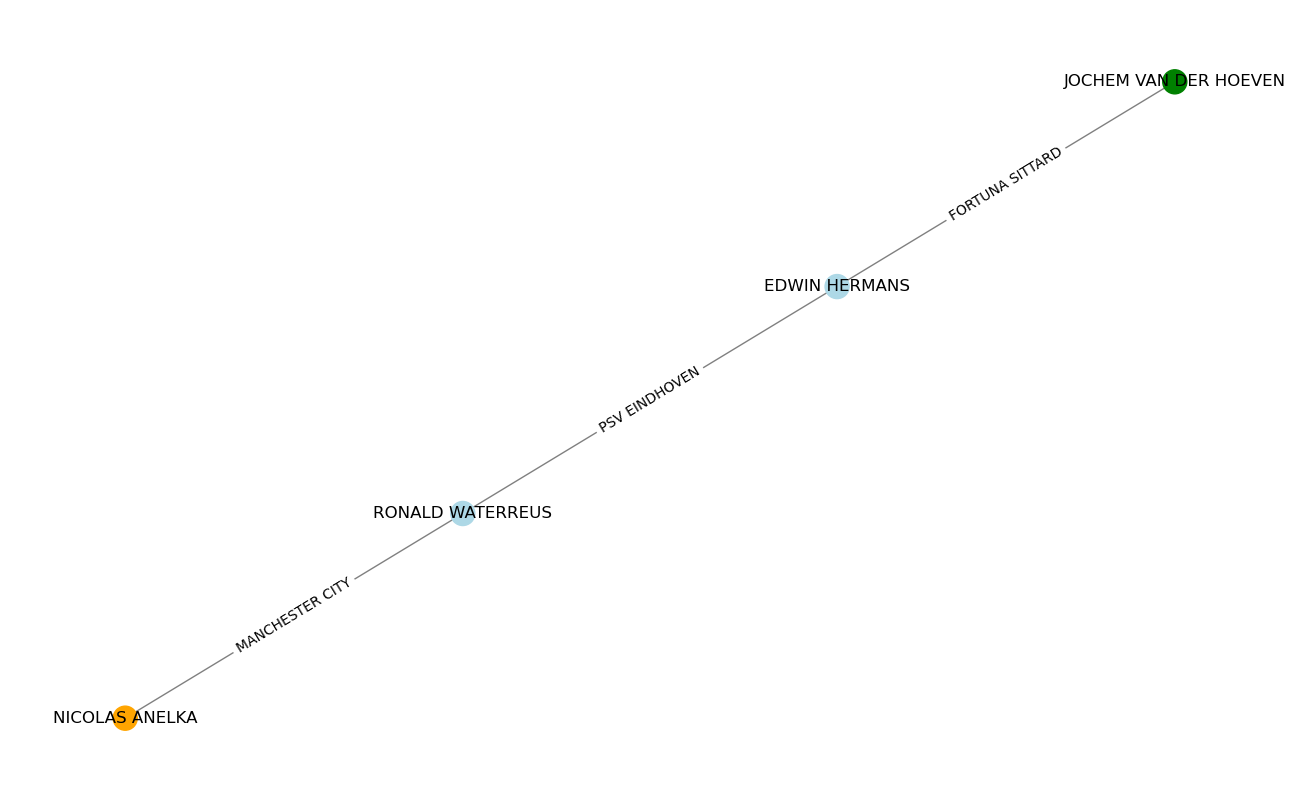 JOCHEM VAN DER HOEVEN
FORTUNA SITTARD
EDWIN HERMANS
PSV EINDHOVEN
RONALD WATERREUS
MANCHESTER CITY
NICOLAS ANELKA